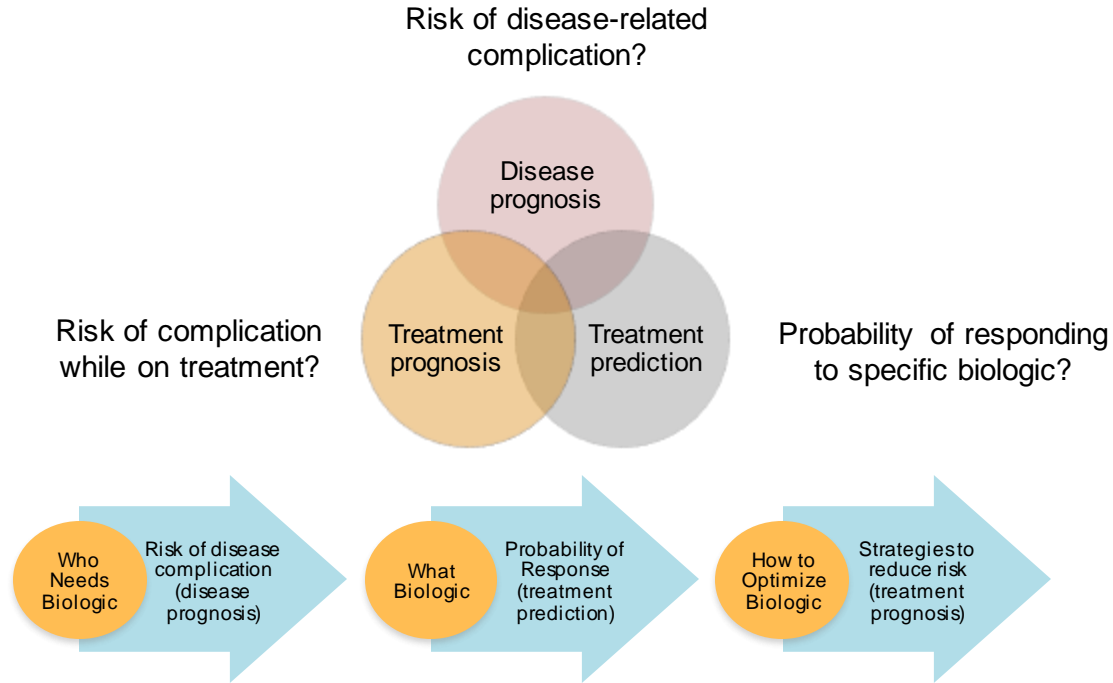 Risk of disease-related
complication?
Disease
prognosis
Risk of complication
while on treatment?
Treatment
prognosis
Treatment
prediction
Probability of responding
to specific biologic?
Who
Needs
Biologic
Risk of disease
complication
(disease
prognosis)
What
Biologic
Probability of
Response
(treatment
prediction)
How to
Optimize
Biologic
Strategies to
reduce risk
(treatment
prognosis)